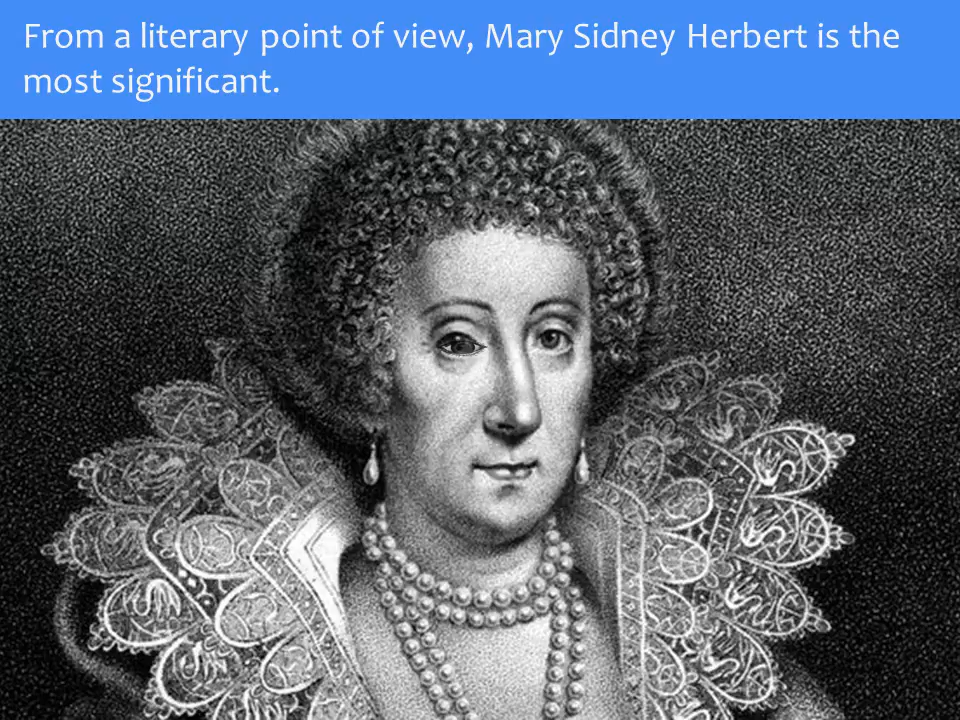 From a literary point of view, Mary Sidney Herbert is the
most significant.